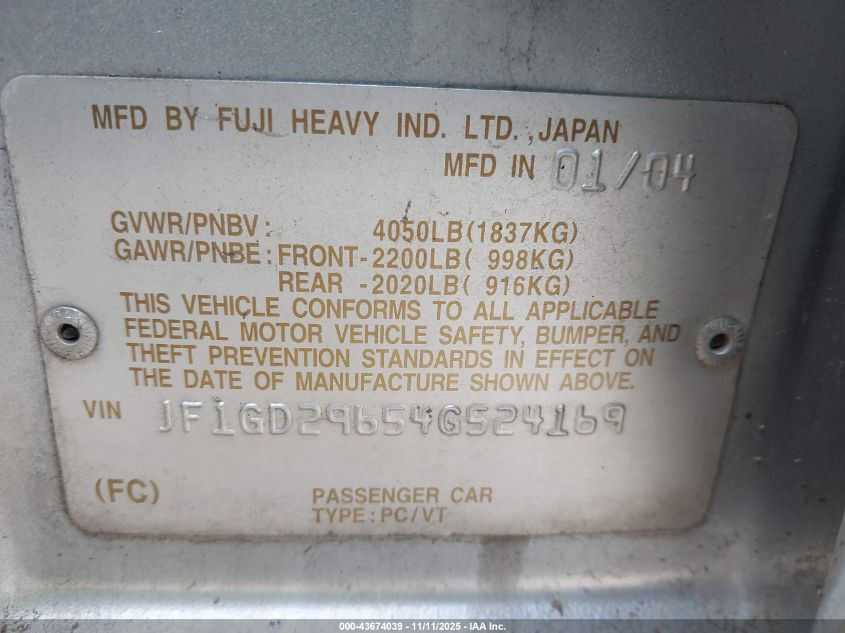 MFD BY FUJI HEAVY IND. LTD.,JAPAN
MFD IN 01/04
GVWR/PNBV: 4050LB(1837KG)
GAWR/PNBE:FRONT-2200LB( 998KG)
REAR -2020LB( 916KG)
THIS VEHICLE CONFORMS TO ALL APPLICABLE
FEDERAL MOTOR VEHICLE SAFETY, BUMPER, AND
THEFT PREVENTION STANDARDS IN EFFECT ON
THE DATE OF MANUFACTURE SHOWN ABOVE.
VIN JF1GD29654G524169
(FC) PASSENGER CAR
TYPE:PC/VT
000-43674039 - 11/11/2025 - IAA Inc.